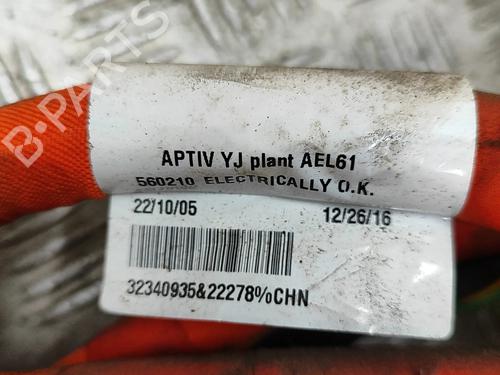 B-PARTS
APTIV YJ plant AEL61
560210 ELECTRICALLY O.K.
22/10/05 12/26/16
32340935&22278%CHN